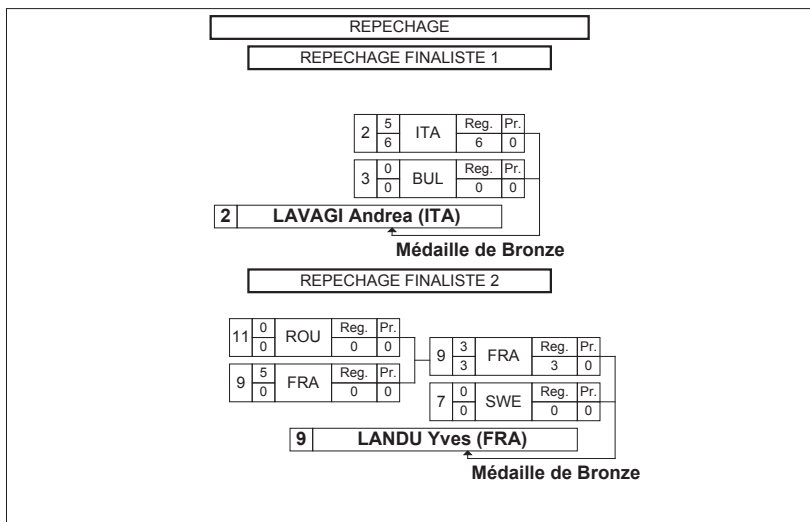 REPECHAGE
REPECHAGE FINALISTE 1
2 5 ITA Reg. Pr.
6 6 0
3 0 BUL Reg. Pr.
0 0 0
2 LAVAGI Andrea (ITA)
Médaille de Bronze
REPECHAGE FINALISTE 2
11 0 ROU Reg. Pr.
0 0 0
9 3 FRA Reg. Pr.
3 3 0
9 5 FRA Reg. Pr.
0 0 0
7 0 SWE Reg. Pr.
0 0 0
9 LANDU Yves (FRA)
Médaille de Bronze